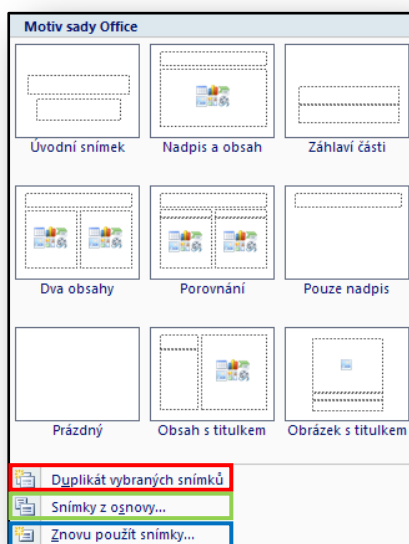 Motiv sady Office
Úvodní snímek Nadpis a obsah Záhlaví části
Dva obsahy Porovnání Pouze nadpis
Prázdný Obsah s titulkem Obrázek s titulkem
Duplikát vybraných snímků
Snímky z osnovy...
Znovu použít snímky...